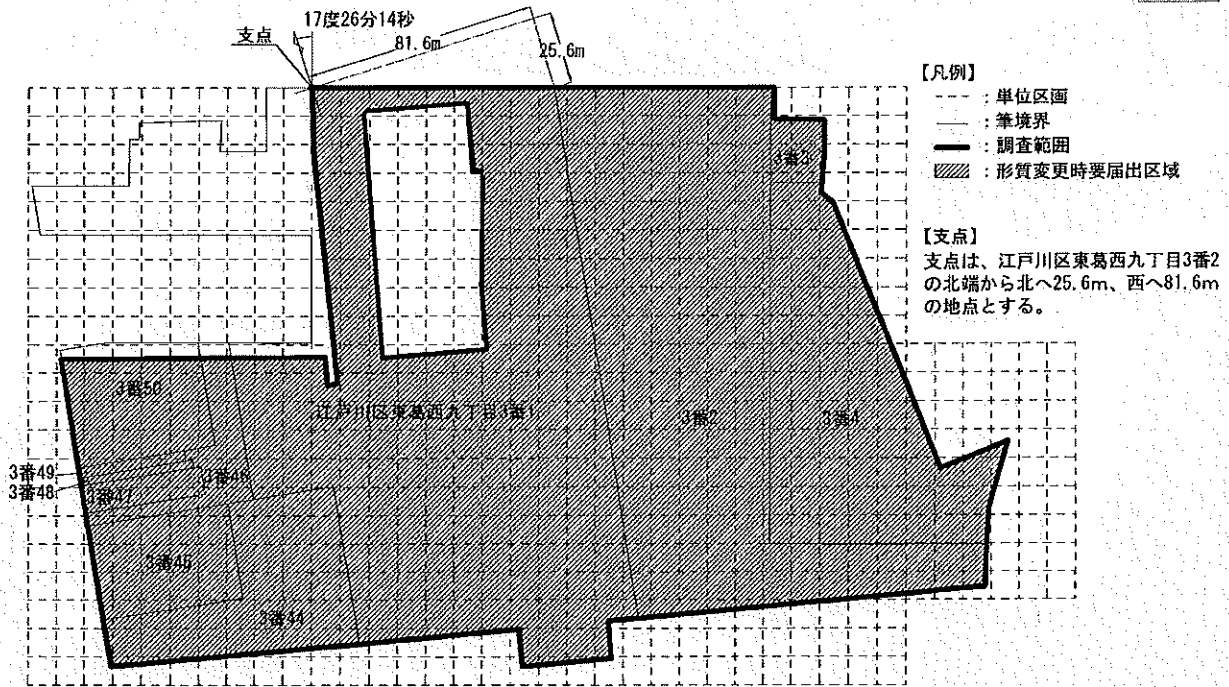 17度26分14秒
支点
81.6m
25.6m
【凡例】
：単位区画
：筆境界
：調査範囲
：形質変更時要届出区域
【支点】
支点は、江戸川区東葛西九丁目3番2
の北端から北へ25.6m、西へ81.6m
の地点とする。
3番5
3番50
江戸川区東葛西九丁目3番1
3番2
3番4
3番49
3番48
3番47
3番46
3番45
3番44